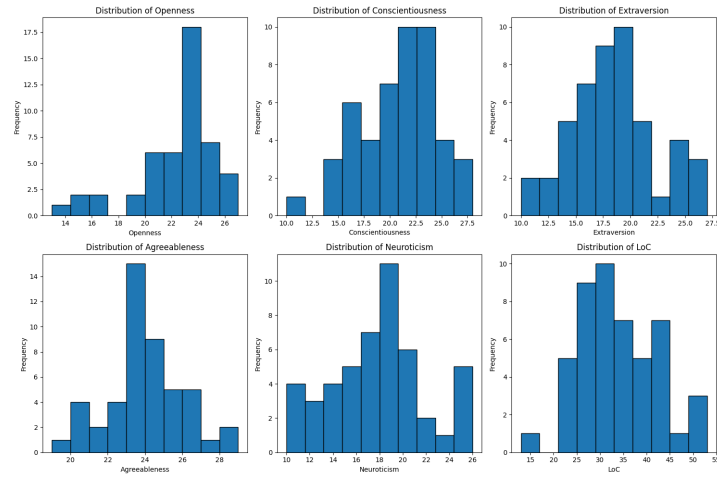 Distribution of Openness
Frequency
17.5
15.0
12.5
10.0
7.5
5.0
2.5
0.0
14 16 18 20 22 24 26
Openness
Distribution of Conscientiousness
Frequency
10
8
6
4
2
0
10.0 12.5 15.0 17.5 20.0 22.5 25.0 27.5
Conscientiousness
Distribution of Extraversion
Frequency
10
8
6
4
2
0
10.0 12.5 15.0 17.5 20.0 22.5 25.0 27.5
Extraversion
Distribution of Agreeableness
Frequency
14
12
10
8
6
4
2
0
20 22 24 26 28
Agreeableness
Distribution of Neuroticism
Frequency
10
8
6
4
2
0
10 12 14 16 18 20 22 24 26
Neuroticism
Distribution of LoC
Frequency
10
8
6
4
2
0
15 20 25 30 35 40 45 50 55
LoC